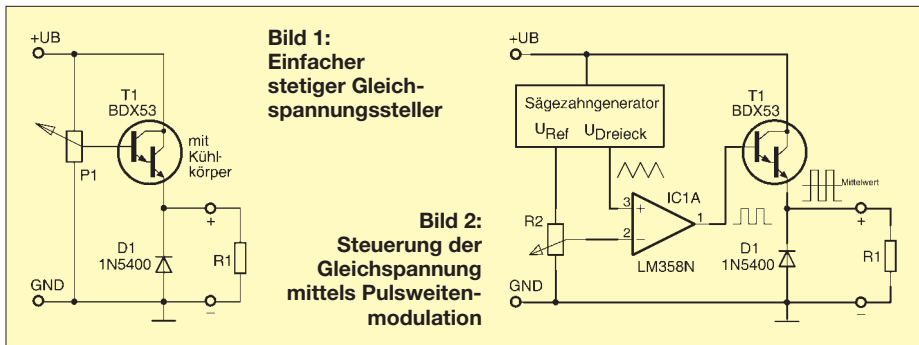 +UB
Bild 1:
Einfacher
stetiger Gleich-
spannungssteller
T1
BDX53
mit
Kühl-
körper
P1
D1
1N5400
R1
+
–
GND
+UB
Sägezahngenerator
URef UDreieck
T1
BDX53
IC1A
3 +
2 –
1
LM358N
R2
Mittelwert
Bild 2:
Steuerung der
Gleichspannung
mittels Pulsweiten-
modulation
D1
1N5400
R1
+
–
GND